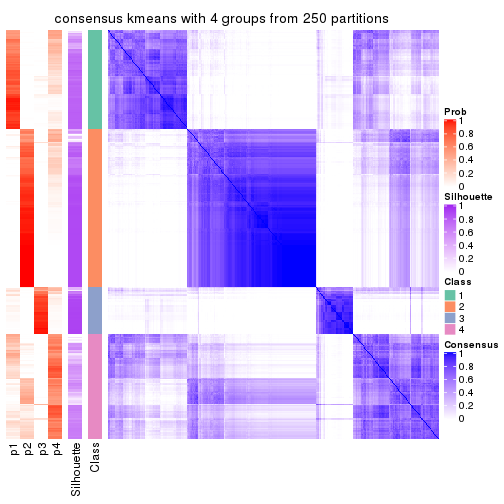 consensus kmeans with 4 groups from 250 partitions
Prob
1
0.8
0.6
0.4
0.2
0
Silhouette
1
0.8
0.6
0.4
0.2
0
Class
1
2
3
4
Consensus
1
0.8
0.6
0.4
0.2
0
p1
p2
p3
p4
Silhouette
Class